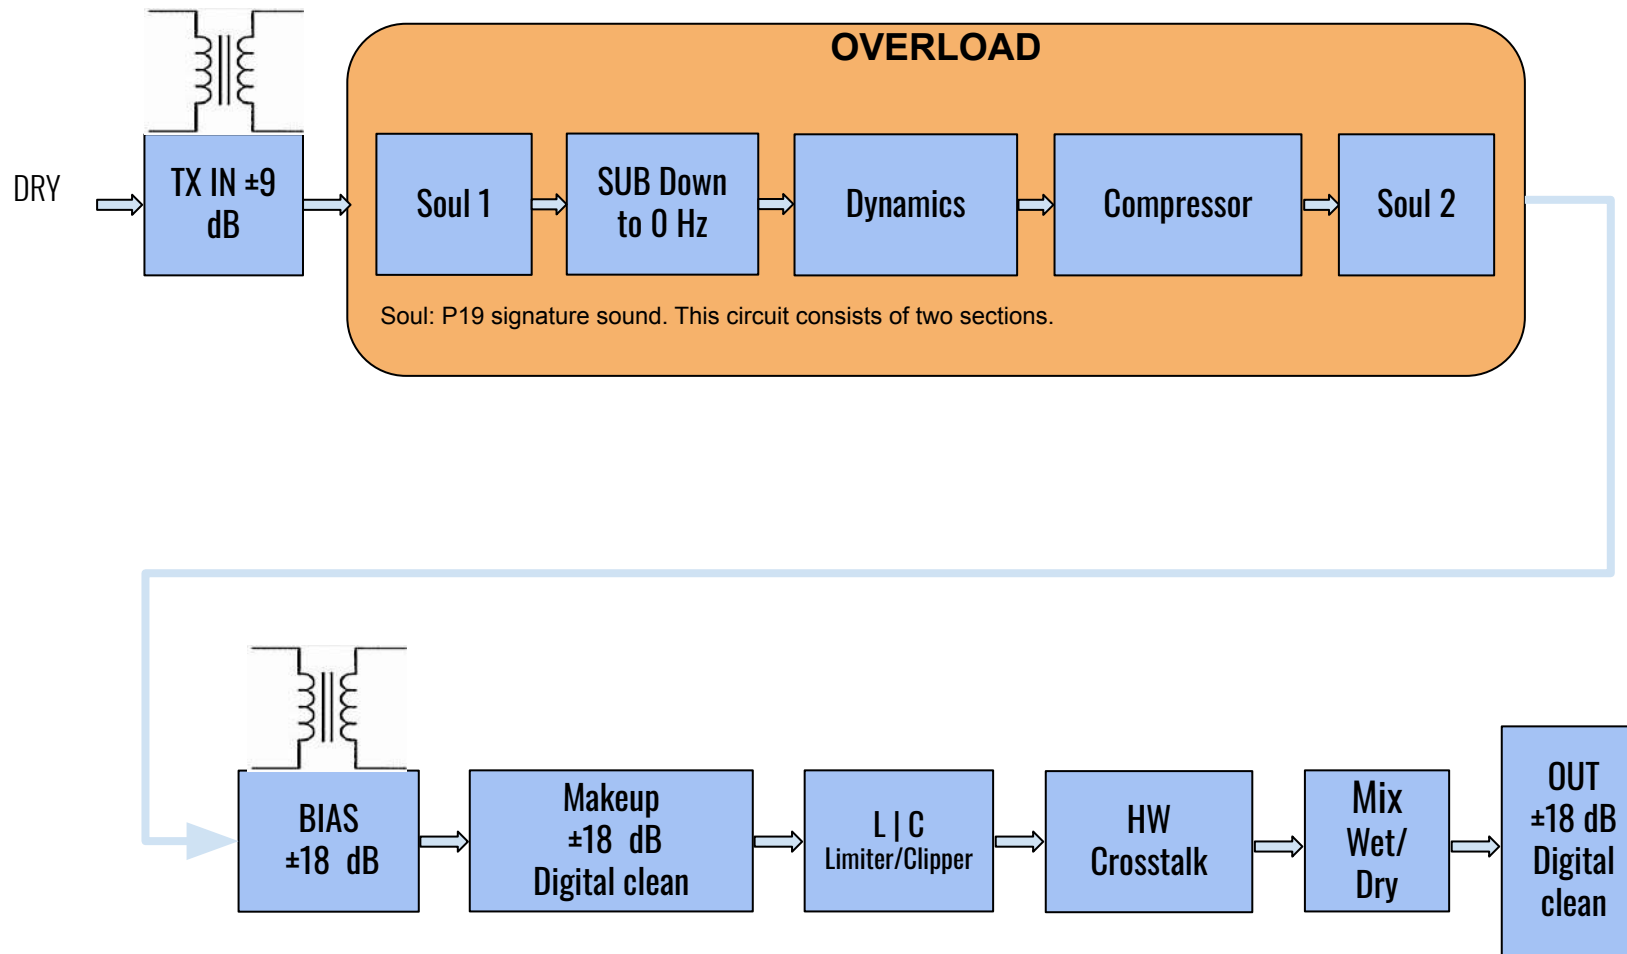 OVERLOAD
DRY
TX IN ±9
dB
Soul 1
SUB Down
to 0 Hz
Dynamics
Compressor
Soul 2
Soul: P19 signature sound. This circuit consists of two sections.
BIAS
±18 dB
Makeup
±18 dB
Digital clean
L | C
Limiter/Clipper
HW
Crosstalk
Mix
Wet/
Dry
OUT
±18 dB
Digital
clean